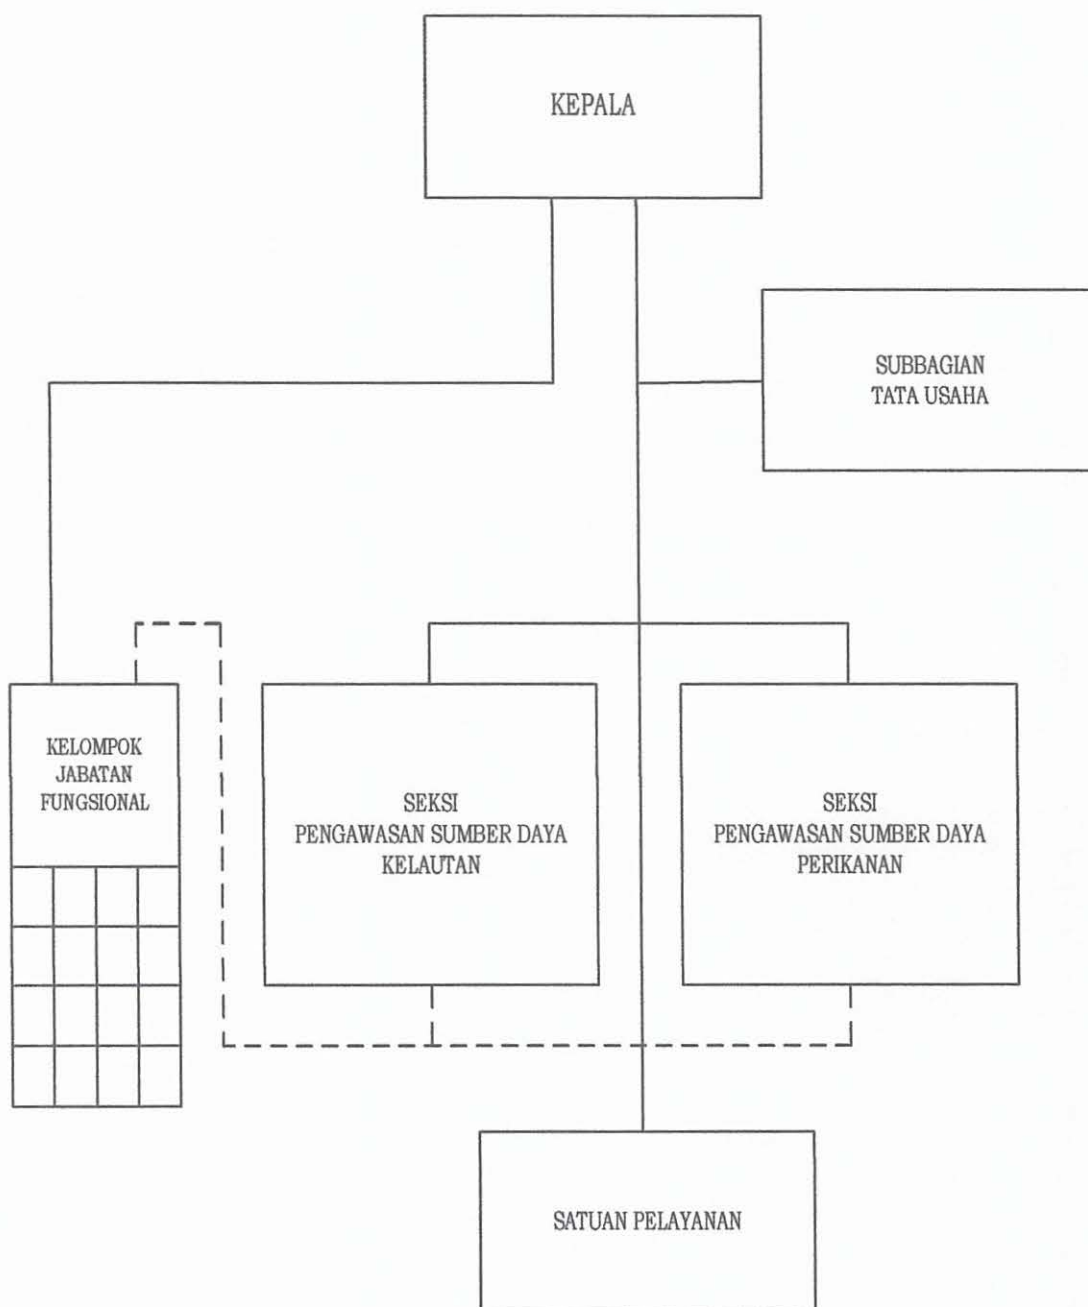 KEPALA
SUBBAGIAN
TATA USAHA
KELOMPOK
JABATAN
FUNGSIONAL
SEKSI
PENGAWASAN SUMBER DAYA
KELAUTAN
SEKSI
PENGAWASAN SUMBER DAYA
PERIKANAN
SATUAN PELAYANAN